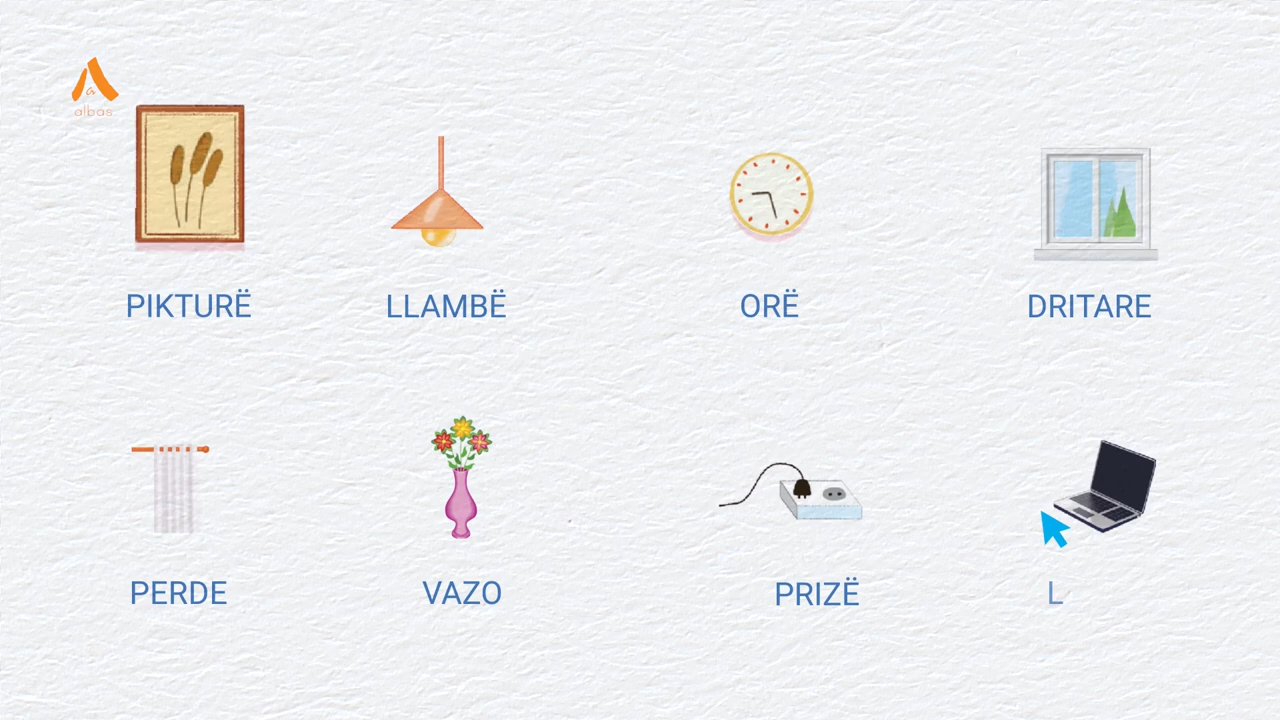 albas
PIKTURË
LLAMBË
ORË
DRITARE
PERDE
VAZO
PRIZË
L